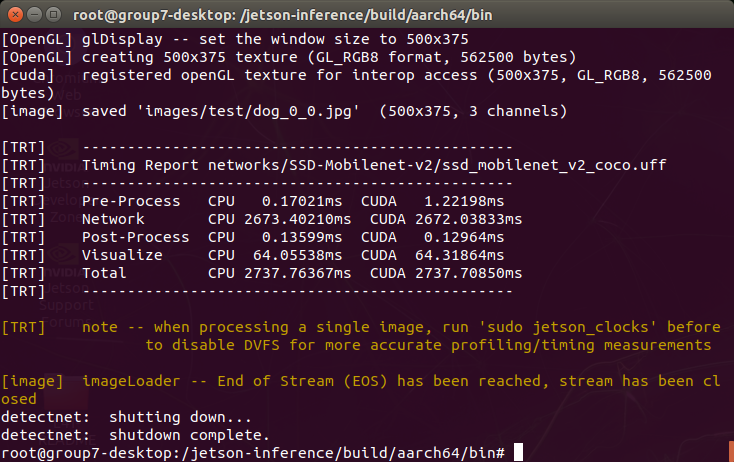 root@group7-desktop: /jetson-inference/build/aarch64/bin
[OpenGL] glDisplay -- set the window size to 500x375
[OpenGL] creating 500x375 texture (GL_RGB8 format, 562500 bytes)
[cuda]   registered openGL texture for interop access (500x375, GL_RGB8, 562500
bytes)
[image]  saved 'images/test/dog_0_0.jpg'  (500x375, 3 channels)
[TRT]    ------------------------------------------------
[TRT]    Timing Report networks/SSD-Mobilenet-v2/ssd_mobilenet_v2_coco.uff
[TRT]    ------------------------------------------------
[TRT]    Pre-Process   CPU   0.17021ms  CUDA   1.22198ms
[TRT]    Network       CPU 2673.40210ms  CUDA 2672.03833ms
[TRT]    Post-Process  CPU   0.13599ms  CUDA   0.12964ms
[TRT]    Visualize     CPU  64.05538ms  CUDA  64.31864ms
[TRT]    Total         CPU 2737.76367ms  CUDA 2737.70850ms
[TRT]    ------------------------------------------------
[TRT]    note -- when processing a single image, run 'sudo jetson_clocks' before
                to disable DVFS for more accurate profiling/timing measurements
[image]  imageLoader -- End of Stream (EOS) has been reached, stream has been cl
osed
detectnet:  shutting down...
detectnet:  shutdown complete.
root@group7-desktop:/jetson-inference/build/aarch64/bin#